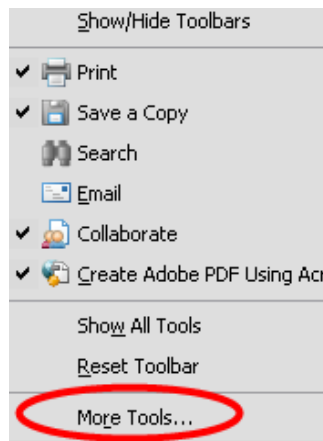 Show/Hide Toolbars
Print
Save a Copy
Search
Email
Collaborate
Create Adobe PDF Using Acr
Show All Tools
Reset Toolbar
More Tools...